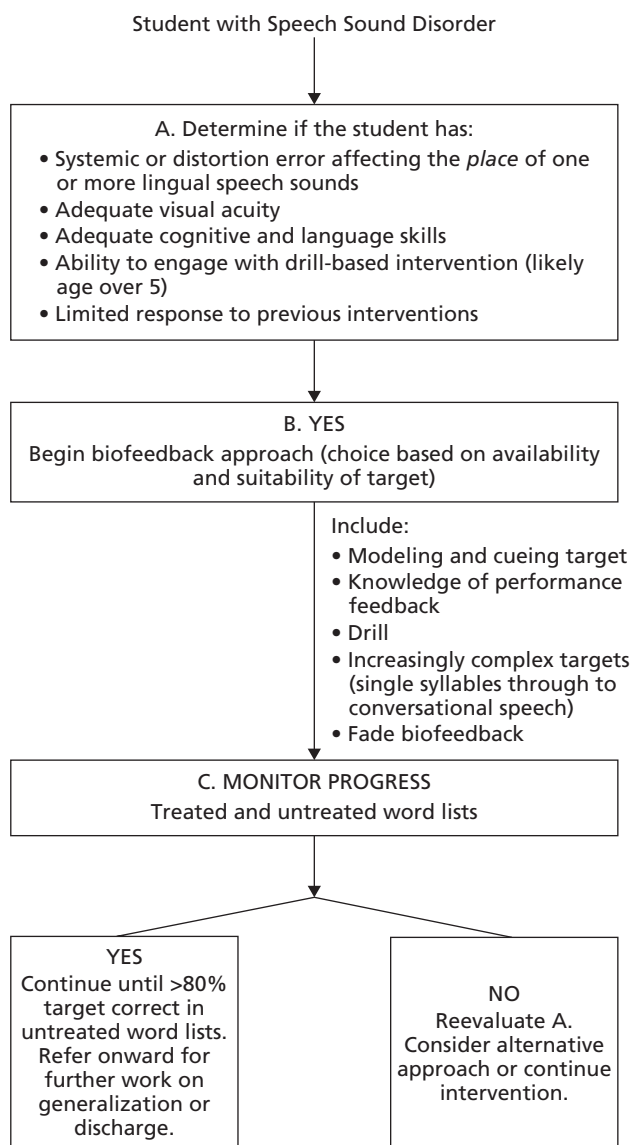 Student with Speech Sound Disorder
A. Determine if the student has:
• Systemic or distortion error affecting the place of one
or more lingual speech sounds
• Adequate visual acuity
• Adequate cognitive and language skills
• Ability to engage with drill-based intervention (likely
age over 5)
• Limited response to previous interventions
B. YES
Begin biofeedback approach (choice based on availability
and suitability of target)
Include:
• Modeling and cueing target
• Knowledge of performance
feedback
• Drill
• Increasingly complex targets
(single syllables through to
conversational speech)
• Fade biofeedback
C. MONITOR PROGRESS
Treated and untreated word lists
YES
Continue until >80%
target correct in
untreated word lists.
Refer onward for
further work on
generalization or
discharge.
NO
Reevaluate A.
Consider alternative
approach or continue
intervention.